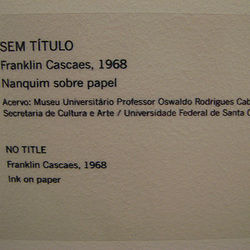 SEM TÍTULO
Franklin Cascaes, 1968
Nanquim sobre papel
Acervo: Museu Universitário Professor Oswaldo Rodrigues Cab
Secretaria de Cultura e Arte / Universidade Federal de Santa C
NO TITLE
Franklin Cascaes, 1968
Ink on paper